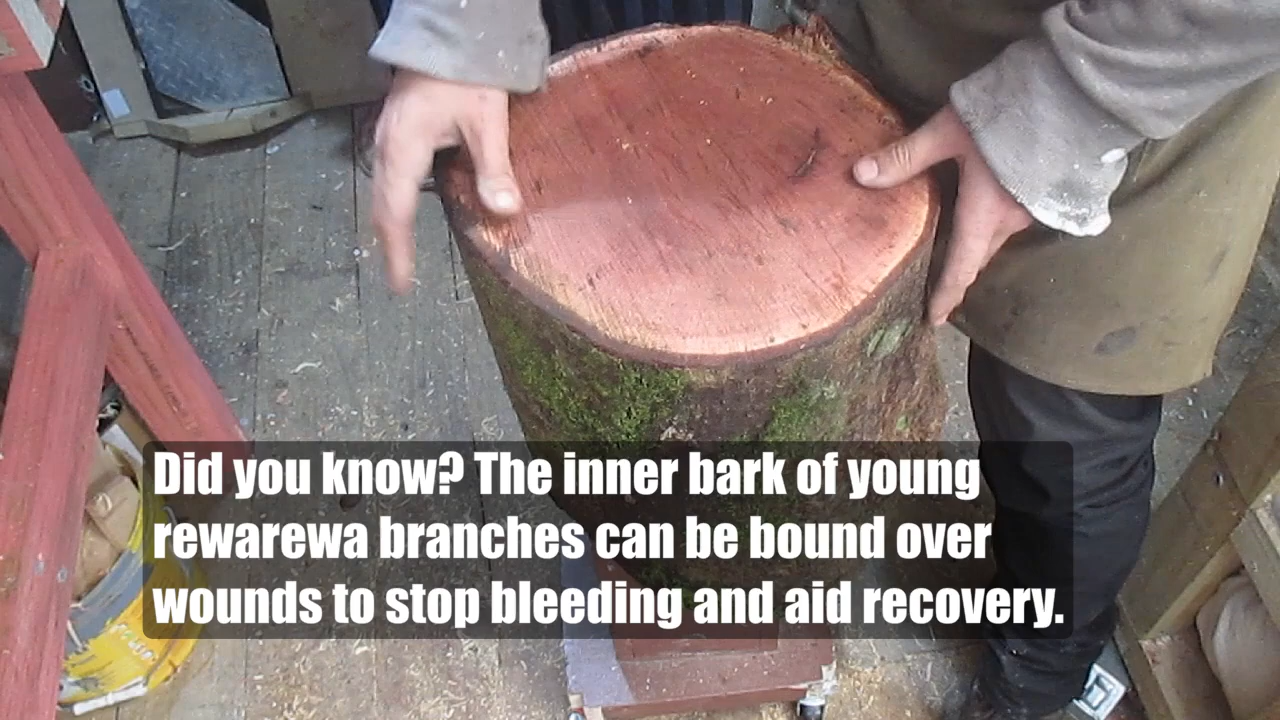 Did you know? The inner bark of young
rewarewa branches can be bound over
wounds to stop bleeding and aid recovery.